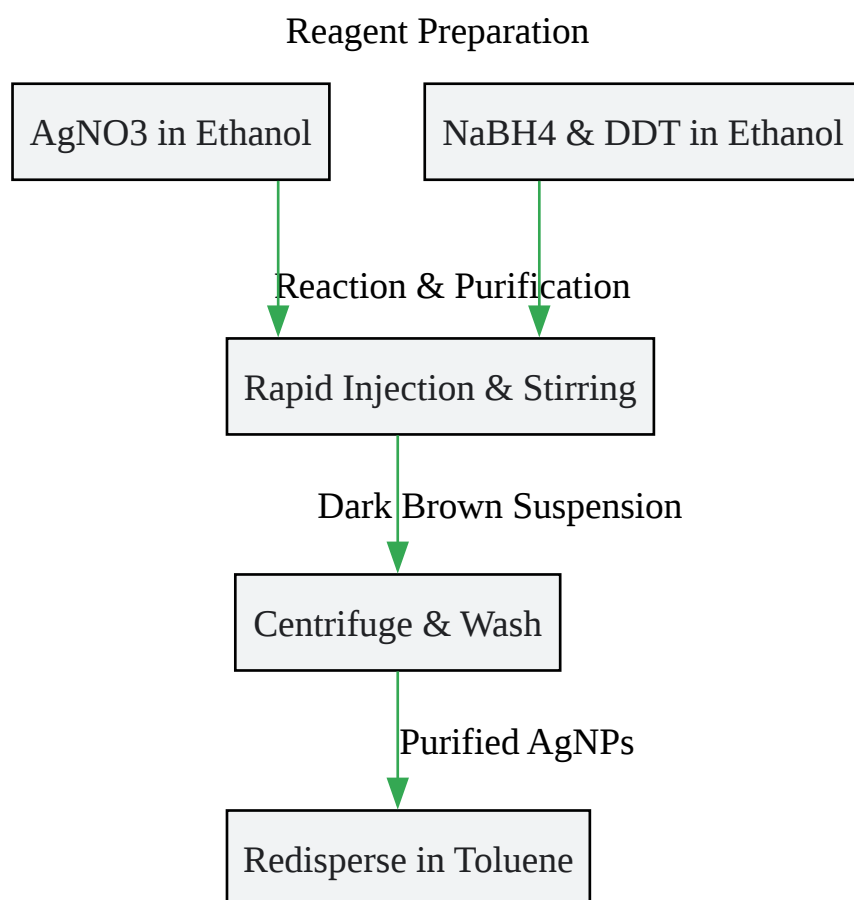 Reagent Preparation
AgNO3 in Ethanol
NaBH4 & DDT in Ethanol
Reaction & Purification
Rapid Injection & Stirring
Dark Brown Suspension
Centrifuge & Wash
Purified AgNPs
Redisperse in Toluene